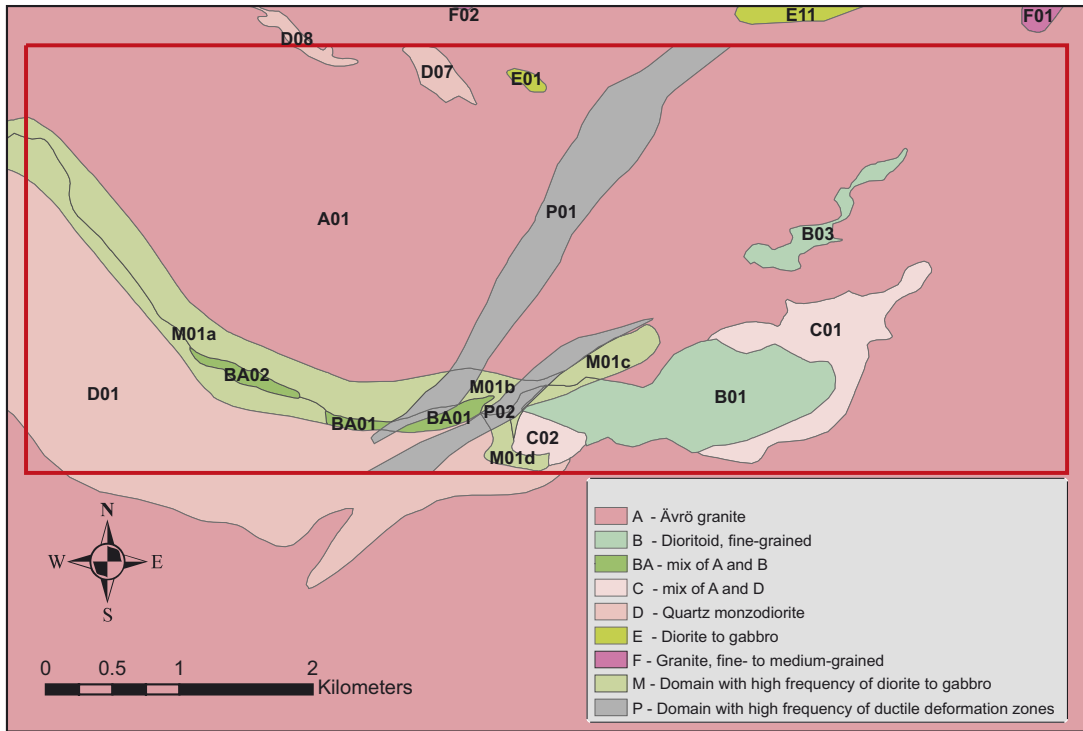 F02
E11
F01
D08
D07
E01
A01
P01
B03
M01a
C01
BA02
M01c
D01
M01b
B01
BA01
BA01
P02
C02
M01d
A - Ävrö granite
B - Dioritoid, fine-grained
BA - mix of A and B
C - mix of A and D
D - Quartz monzodiorite
E - Diorite to gabbro
F - Granite, fine- to medium-grained
M - Domain with high frequency of diorite to gabbro
P - Domain with high frequency of ductile deformation zones
N
W E
S
0 0.5 1 2
Kilometers